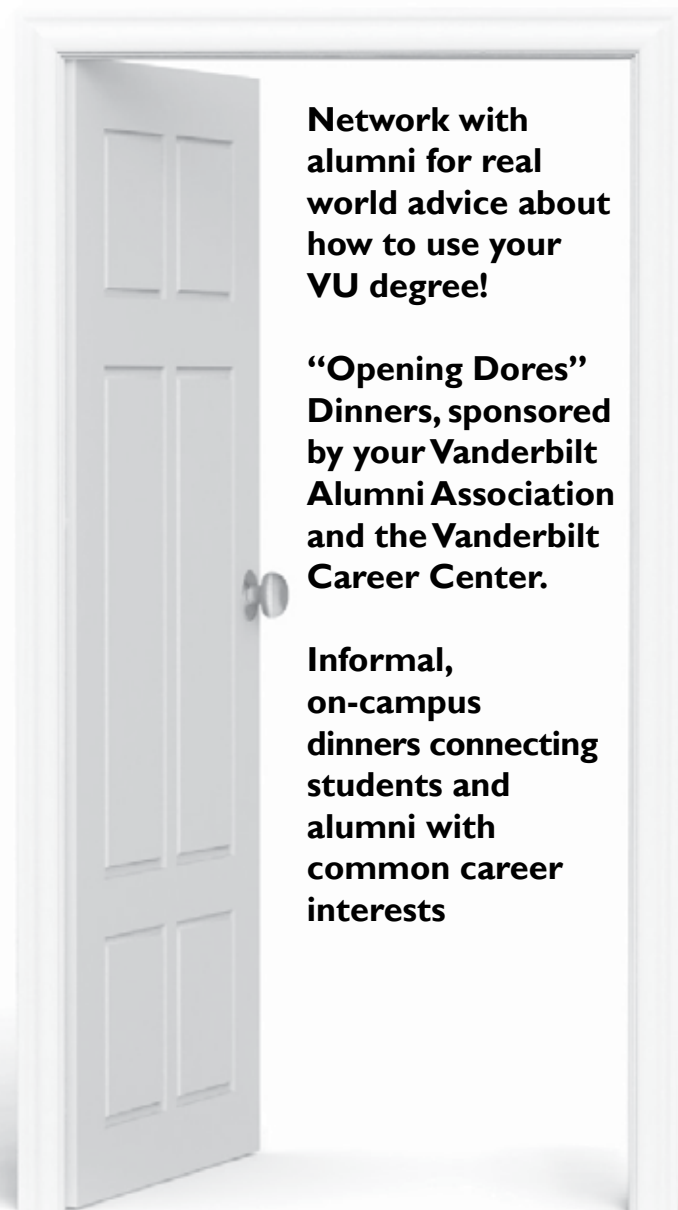 Network with
alumni for real
world advice about
how to use your
VU degree!
“Opening Dores”
Dinners, sponsored
by your Vanderbilt
Alumni Association
and the Vanderbilt
Career Center.
Informal,
on-campus
dinners connecting
students and
alumni with
common career
interests